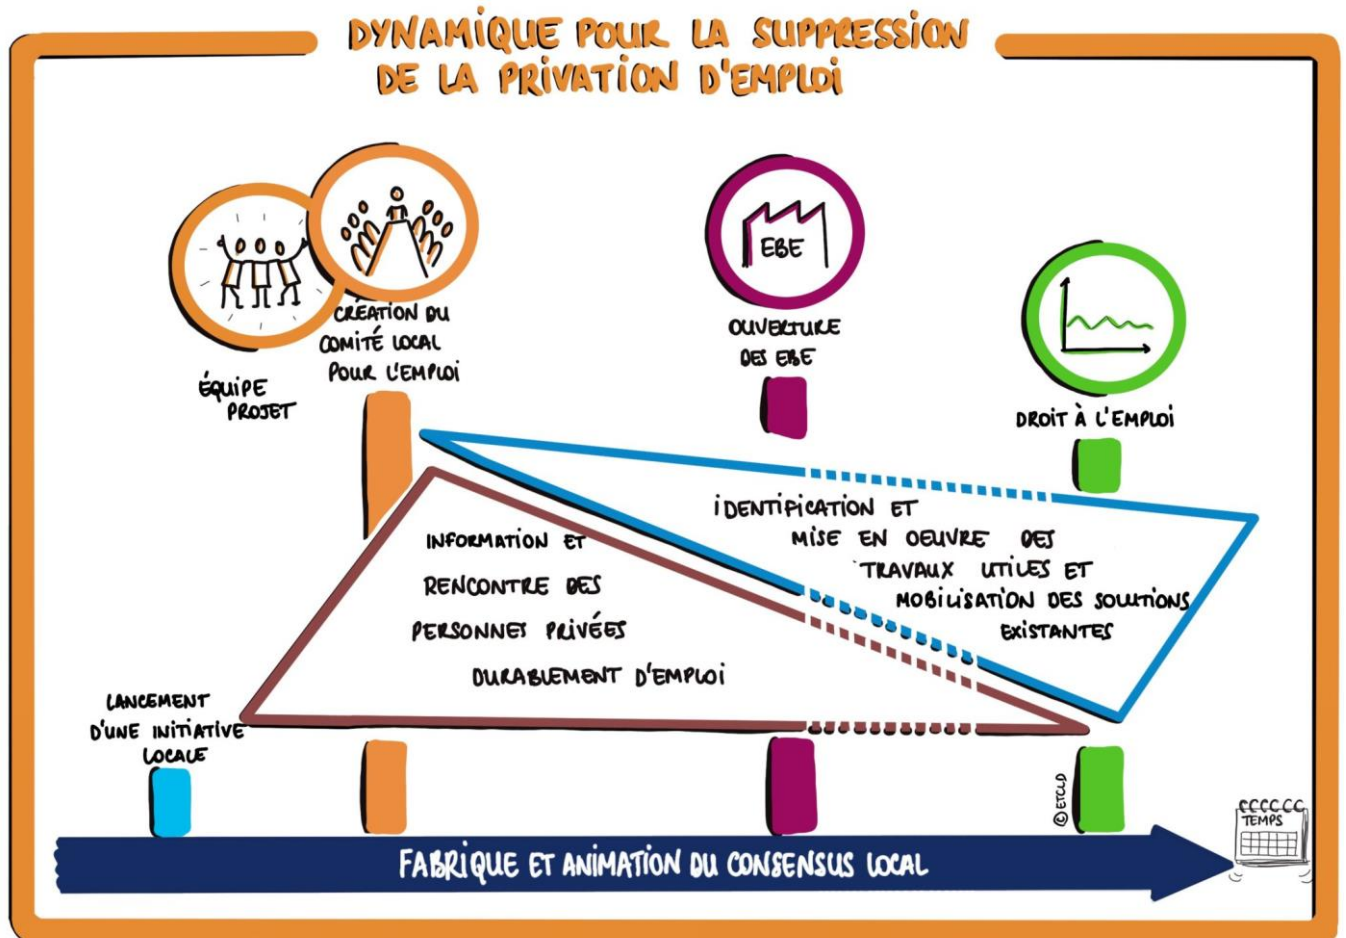 DYNAMIQUE POUR LA SUPPRESSION
DE LA PRIVATION D'EMPLOI
ÉQUIPE
PROJET
CRÉATION DU
COMITÉ LOCAL
POUR L'EMPLOI
EBE
OUVERTURE
DES EBE
DROIT À L'EMPLOI
IDENTIFICATION ET
MISE EN OEUVRE DES
TRAVAUX UTILES ET
MOBILISATION DES SOLUTIONS
EXISTANTES
INFORMATION ET
RENCONTRE DES
PERSONNES PRIVÉES
DURABLEMENT D'EMPLOI
LANCEMENT
D'UNE INITIATIVE
LOCALE
© ETCLD
TEMPS
FABRIQUE ET ANIMATION DU CONSENSUS LOCAL